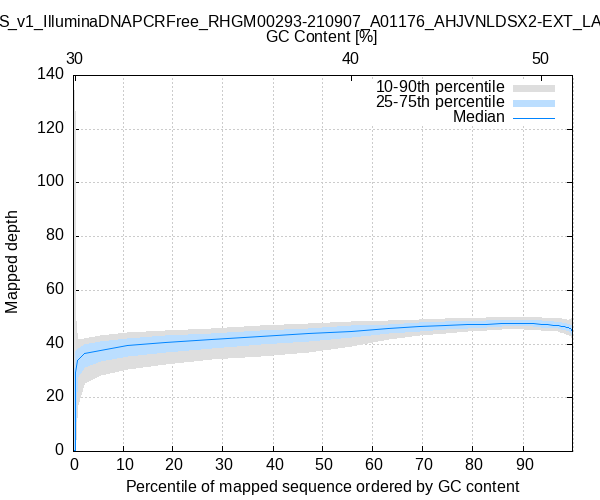 S_v1_IlluminaDNAPCRFree_RHGM00293-210907_A01176_AHJVNLDSX2-EXT_LA
GC Content [%]
30 40 50
140
120
100
80
60
40
20
0
10-90th percentile
25-75th percentile
Median
Mapped depth
0 10 20 30 40 50 60 70 80 90
Percentile of mapped sequence ordered by GC content